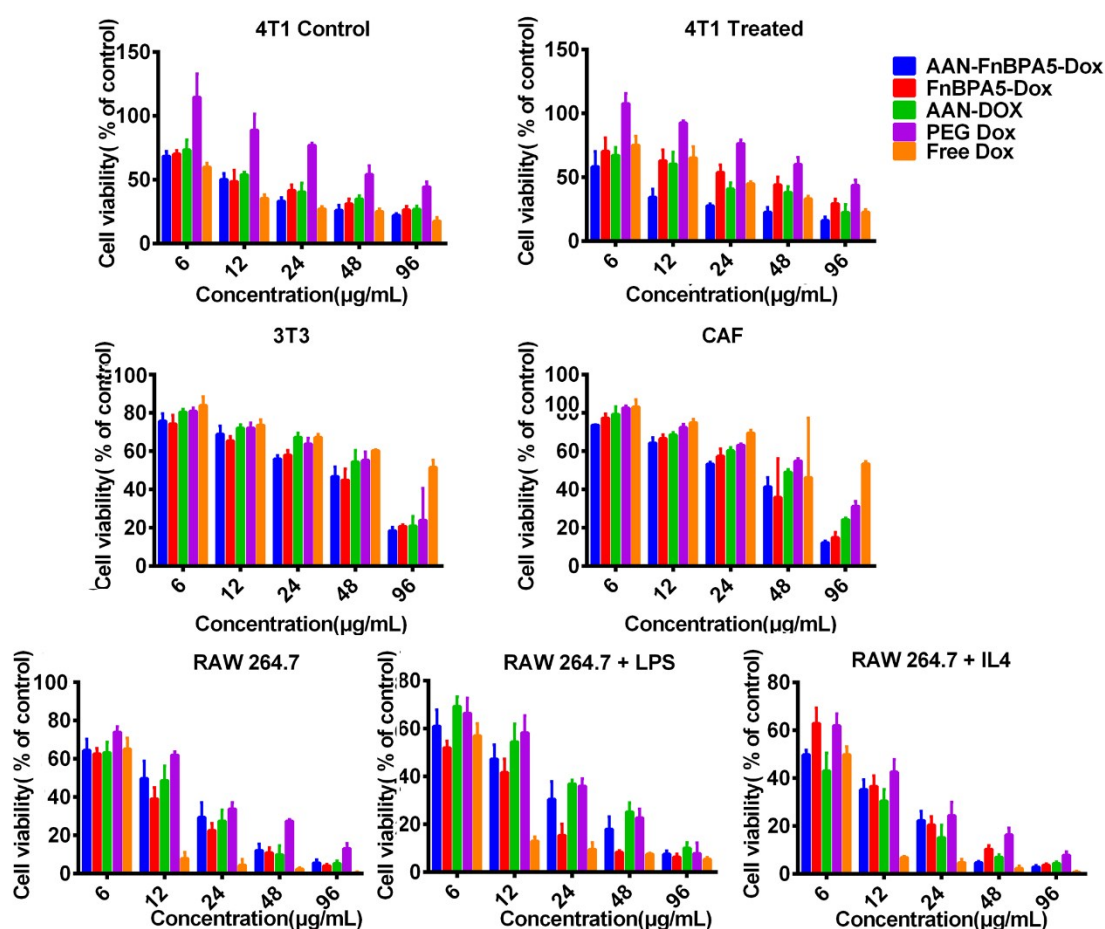 4T1 Control
Cell viability( % of control)
150
100
50
0
6 12 24 48 96
Concentration(µg/mL)
4T1 Treated
Cell viability( % of control)
150
100
50
0
6 12 24 48 96
Concentration(µg/mL)
AAN-FnBPA5-Dox
FnBPA5-Dox
AAN-DOX
PEG Dox
Free Dox
3T3
Cell viability( % of control)
100
80
60
40
20
0
6 12 24 48 96
Concentration(µg/mL)
CAF
Cell viability( % of control)
100
100
80
60
40
20
0
6 12 24 48 96
Concentration(µg/mL)
RAW 264.7
Cell viability( % of control)
100
80
60
40
20
0
6 12 24 48 96
Concentration(µg/mL)
RAW 264.7 + LPS
Cell viability( % of control)
80
60
40
20
0
6 12 24 48 96
Concentration(µg/mL)
RAW 264.7 + IL4
Cell viability( % of control)
80
60
40
20
0
6 12 24 48 96
Concentration(µg/mL)